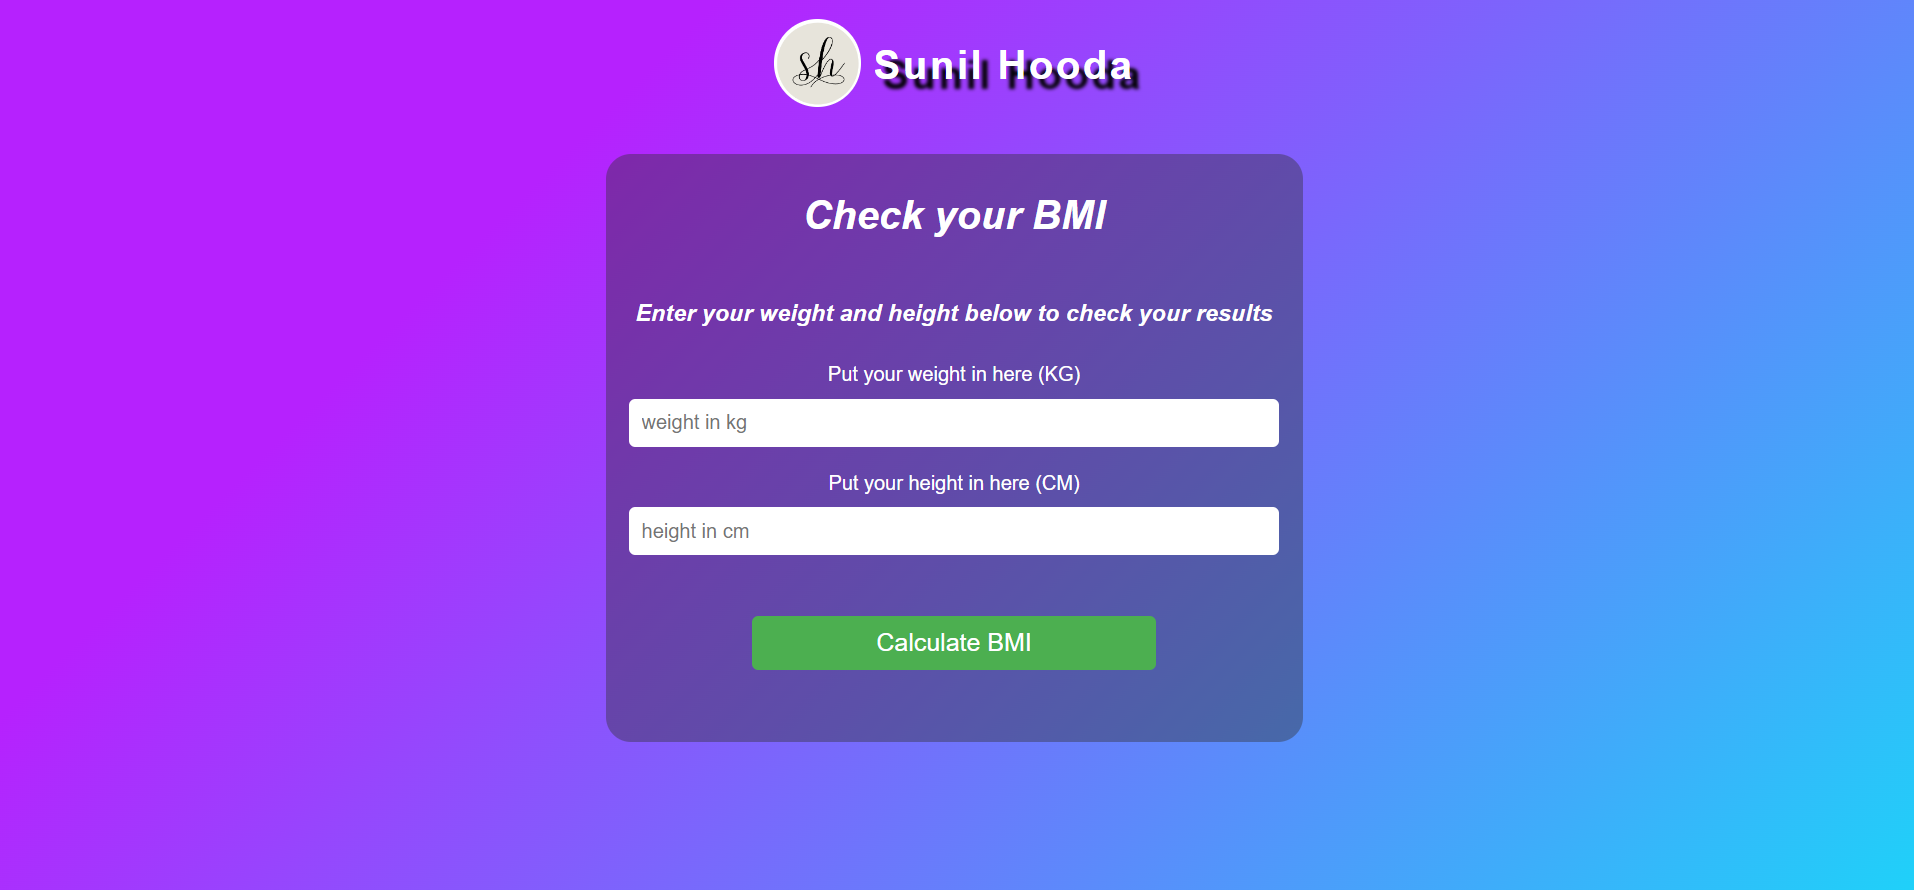 sh
Sunil Hooda
Check your BMI
Enter your weight and height below to check your results
Put your weight in here (KG)
weight in kg
Put your height in here (CM)
height in cm
Calculate BMI